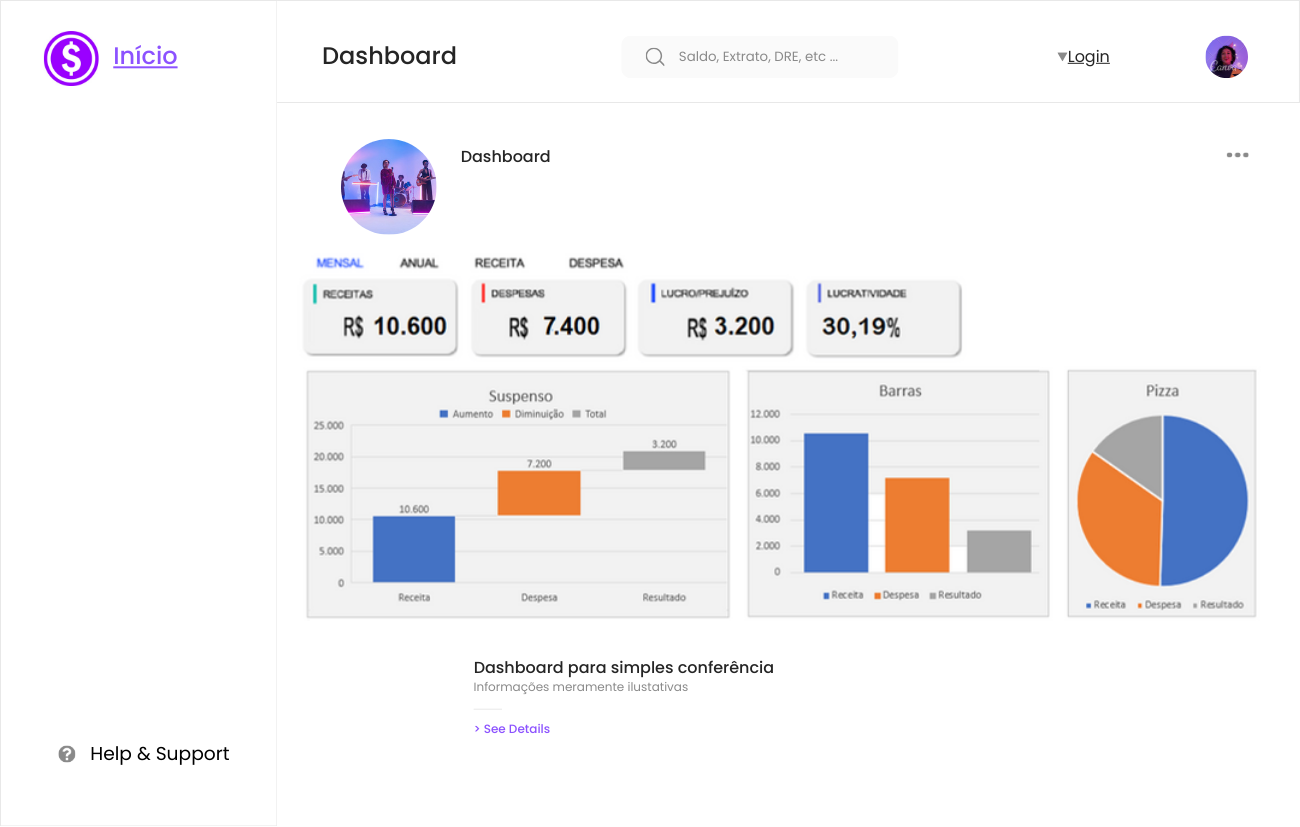 Início
Dashboard
Saldo, Extrato, DRE, etc ...
Login
Canva
Dashboard
MENSAL ANUAL RECEITA DESPESA
RECEITAS
R$ 10.600
DESPESAS
R$ 7.400
LUCRO/PREJUÍZO
R$ 3.200
LUCRATIVIDADE
30,19%
Suspenso
Aumento Diminuição Total
25.000
20.000
15.000
10.000
5.000
0
10.600
7.200
3.200
Receita Despesa Resultado
Barras
12.000
10.000
8.000
6.000
4.000
2.000
0
Receita Despesa Resultado
Pizza
Receita Despesa Resultado
Dashboard para simples conferência
Informações meramente ilustativas
> See Details
Help & Support